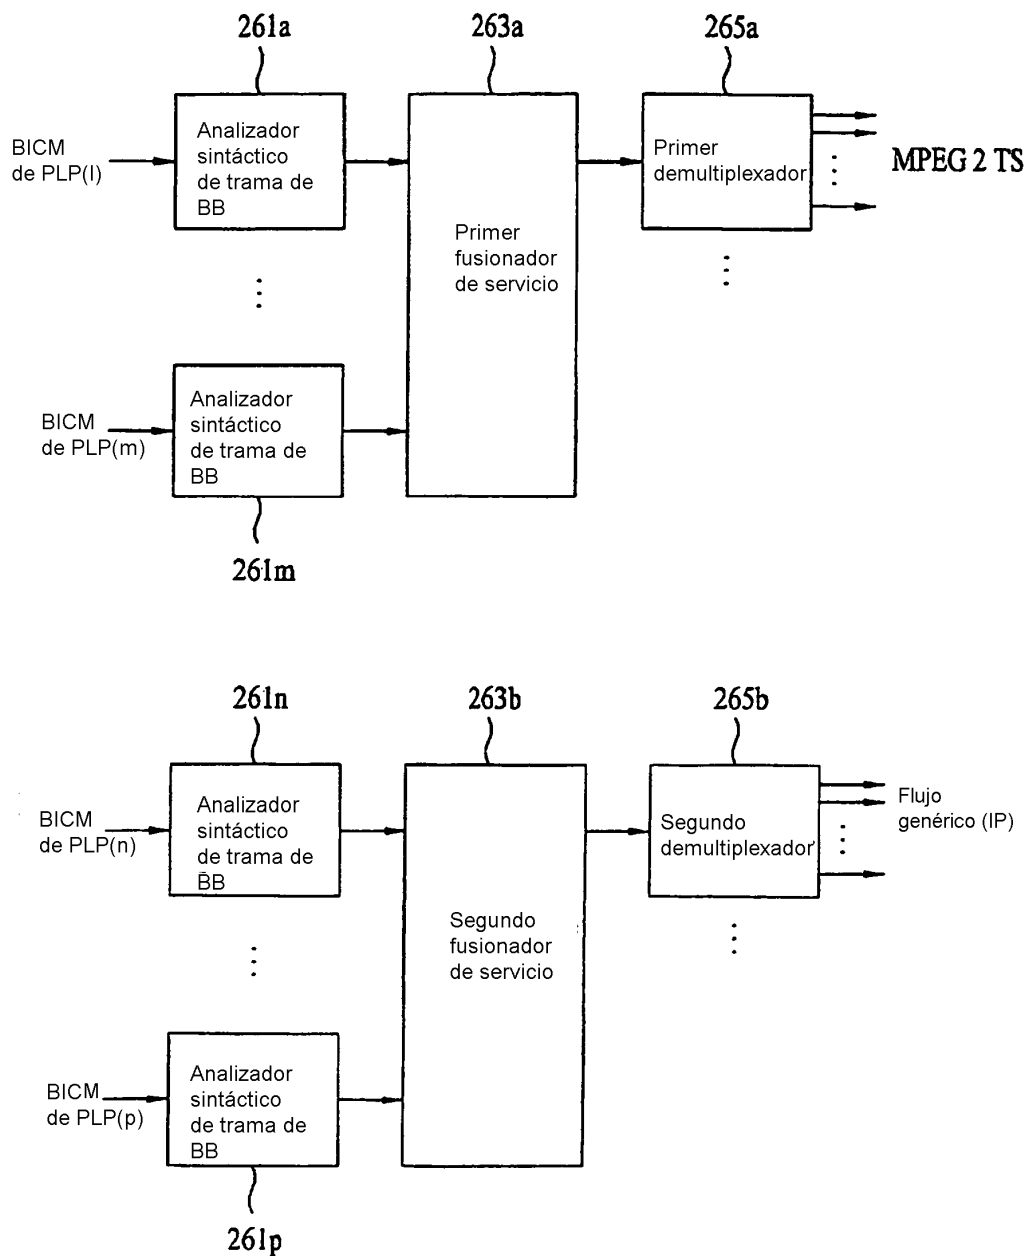 261a
263a
265a
BICM
de PLP(l)
Analizador
sintáctico
de trama de
BB
Primer
fusionador
de servicio
Primer
demultiplexador
MPEG 2 TS
BICM
de PLP(m)
Analizador
sintáctico
de trama de
BB
261m
261n
263b
265b
BICM
de PLP(n)
Analizador
sintáctico
de trama de
BB
Segundo
fusionador
de servicio
Segundo
demultiplexador
Flujo
genérico (IP)
BICM
de PLP(p)
Analizador
sintáctico
de trama de
BB
261p